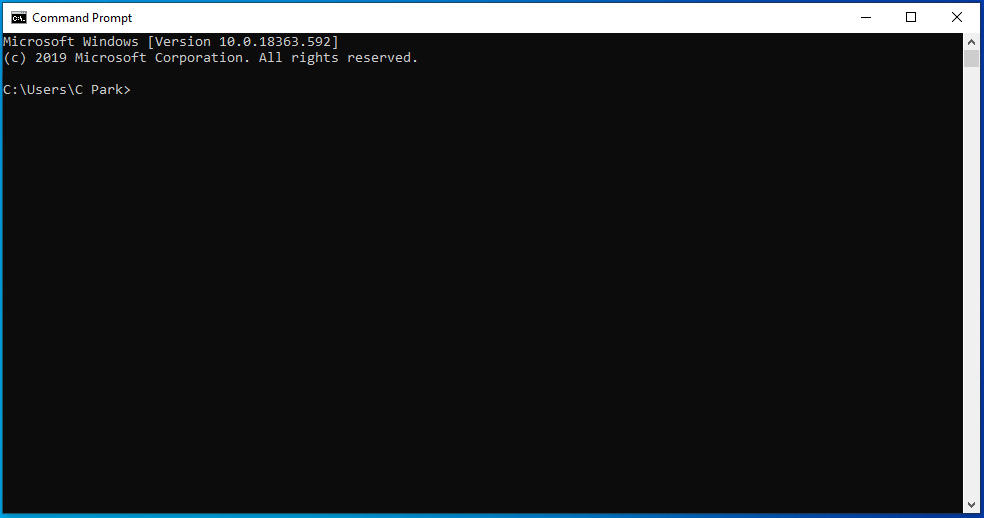 Command Prompt
Microsoft Windows [Version 10.0.18363.592]
(c) 2019 Microsoft Corporation. All rights reserved.
C:\Users\C Park>